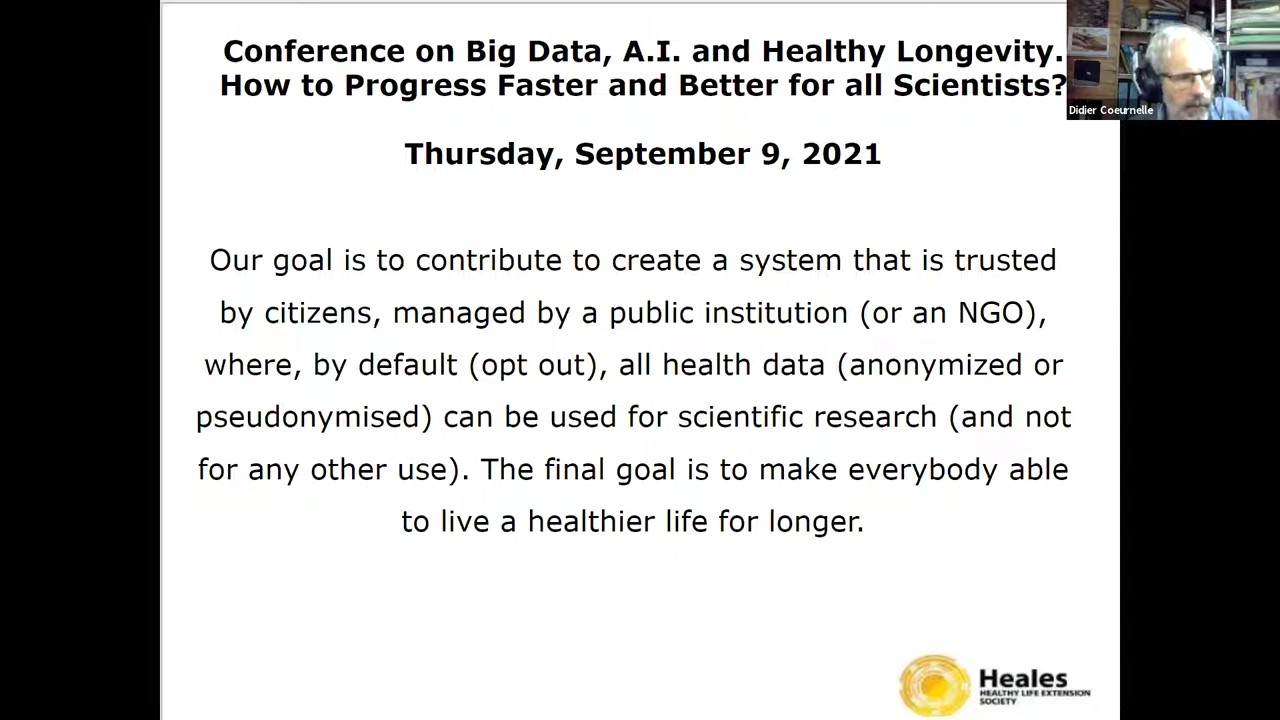 Conference on Big Data, A.I. and Healthy Longevity.
How to Progress Faster and Better for all Scientists?
Didier Coeurnelle
Thursday, September 9, 2021
Our goal is to contribute to create a system that is trusted
by citizens, managed by a public institution (or an NGO),
where, by default (opt out), all health data (anonymized or
pseudonymised) can be used for scientific research (and not
for any other use). The final goal is to make everybody able
to live a healthier life for longer.
Heales
HEALTHY LIFE EXTENSION
SOCIETY